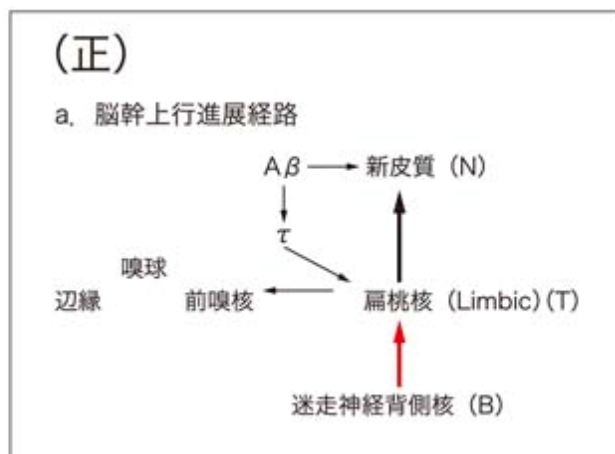 (正)
a. 脳幹上行進展経路
Aβ 新皮質 (N)
τ
嗅球
辺縁 前嗅核 扁桃核 (Limbic) (T)
迷走神経背側核 (B)